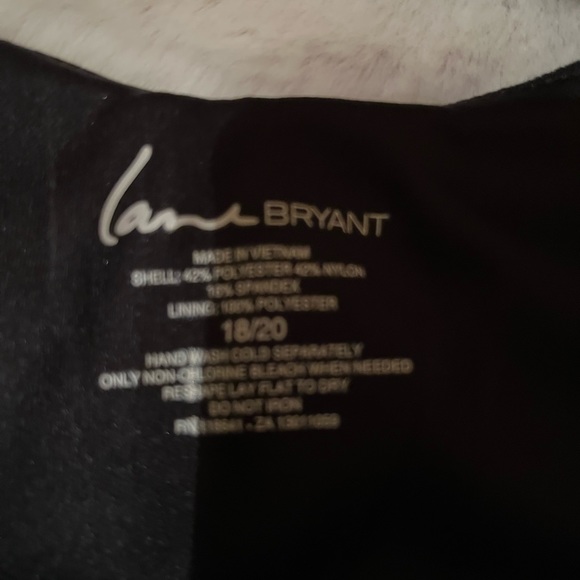 lane BRYANT
MADE IN VIETNAM
SHELL: 42% POLYESTER 42% NYLON
SPANDEX
LINING: 100% POLYESTER
18/20
HAND WASH COLD SEPARATELY
ONLY NON-CHLORINE BLEACH WHEN NEEDED
RESHAPE LAY FLAT TO DRY
DO NOT IRON